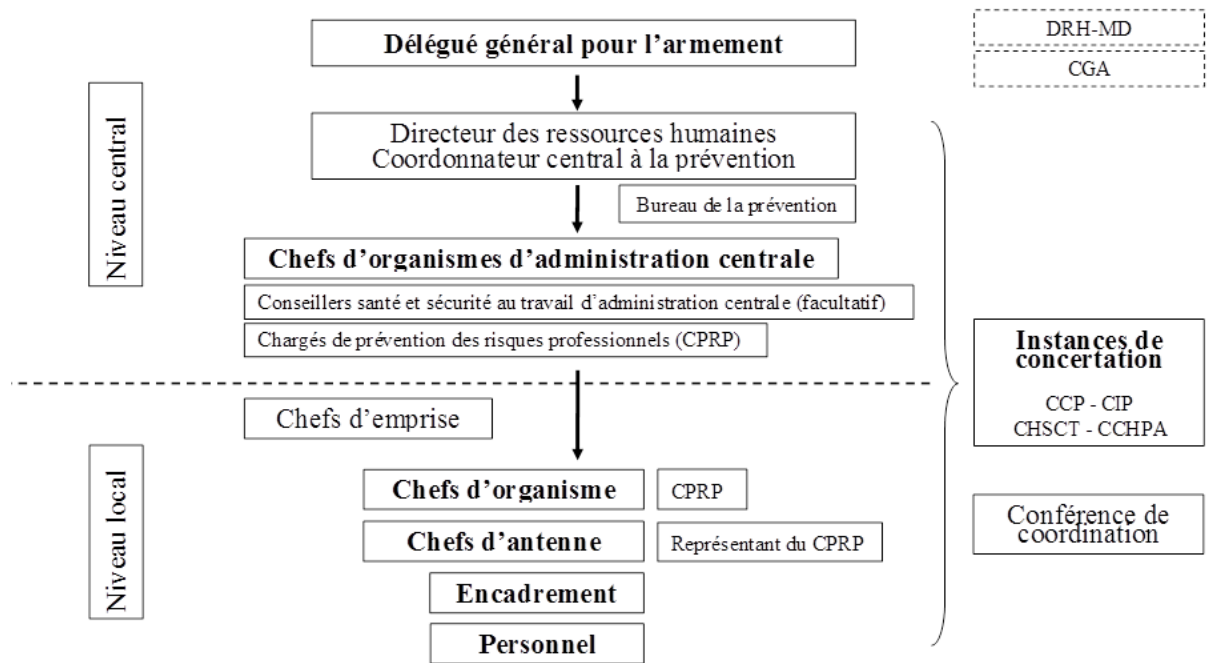 Délégué général pour l’armement
DRH-MD
CGA
Niveau central
Directeur des ressources humaines
Coordonnateur central à la prévention
Bureau de la prévention
Chefs d’organismes d’administration centrale
Conseillers santé et sécurité au travail d’administration centrale (facultatif)
Chargés de prévention des risques professionnels (CPRP)
Instances de
concertation
CCP - CIP
CHSCT - CCHPA
Niveau local
Chefs d’emprise
Chefs d’organisme
CPRP
Chefs d’antenne
Représentant du CPRP
Encadrement
Personnel
Conférence de
coordination